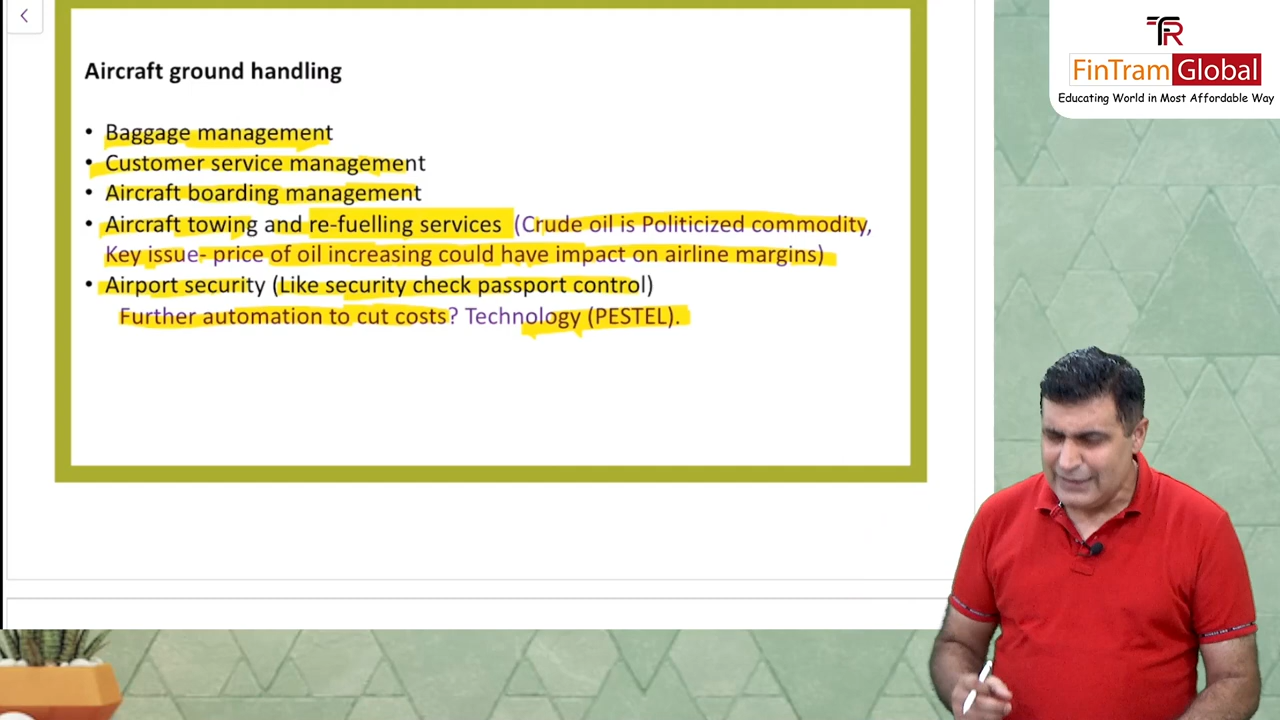 TR
FinTram Global
Educating World in Most Affordable Way
Aircraft ground handling
• Baggage management
• Customer service management
• Aircraft boarding management
• Aircraft towing and re-fuelling services (Crude oil is Politicized commodity,
Key issue- price of oil increasing could have impact on airline margins)
• Airport security (Like security check passport control)
Further automation to cut costs? Technology (PESTEL).